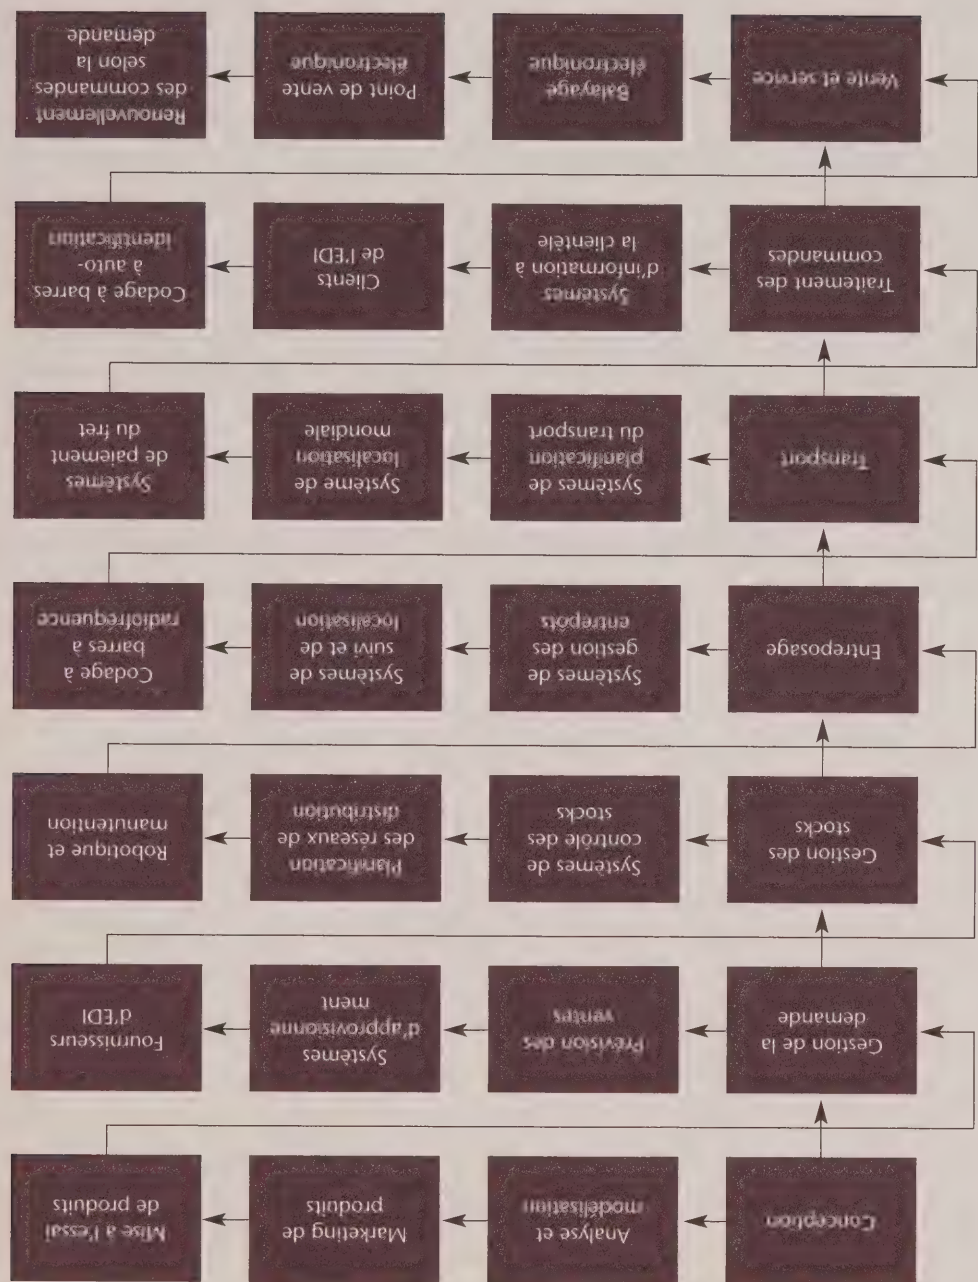 Conception
Analyse et
modélisation
Marketing de
produits
Mise à l'essai
de produits
Gestion de la
demande
Prévision des
ventes
Systèmes
d'approvisionne
ment
Fournisseurs
d'EDI
Gestion des
stocks
Systèmes de
contrôle des
stocks
Planification
des réseaux de
distribution
Robotique et
manutention
Entreposage
Systèmes de
gestion des
entrepôts
Systèmes de
suivi et de
localisation
Codage à
barres à
radiofréquence
Transport
Systèmes de
planification
du transport
Système de
localisation
mondiale
Systèmes
de paiement
du fret
Traitement des
commandes
Systèmes
d'information à
la clientèle
Clients
de l'EDI
Codage à barres
à auto-
identification
Vente et service
Balayage
électronique
Point de vente
électronique
Renouvellement
des commandes
selon la
demande